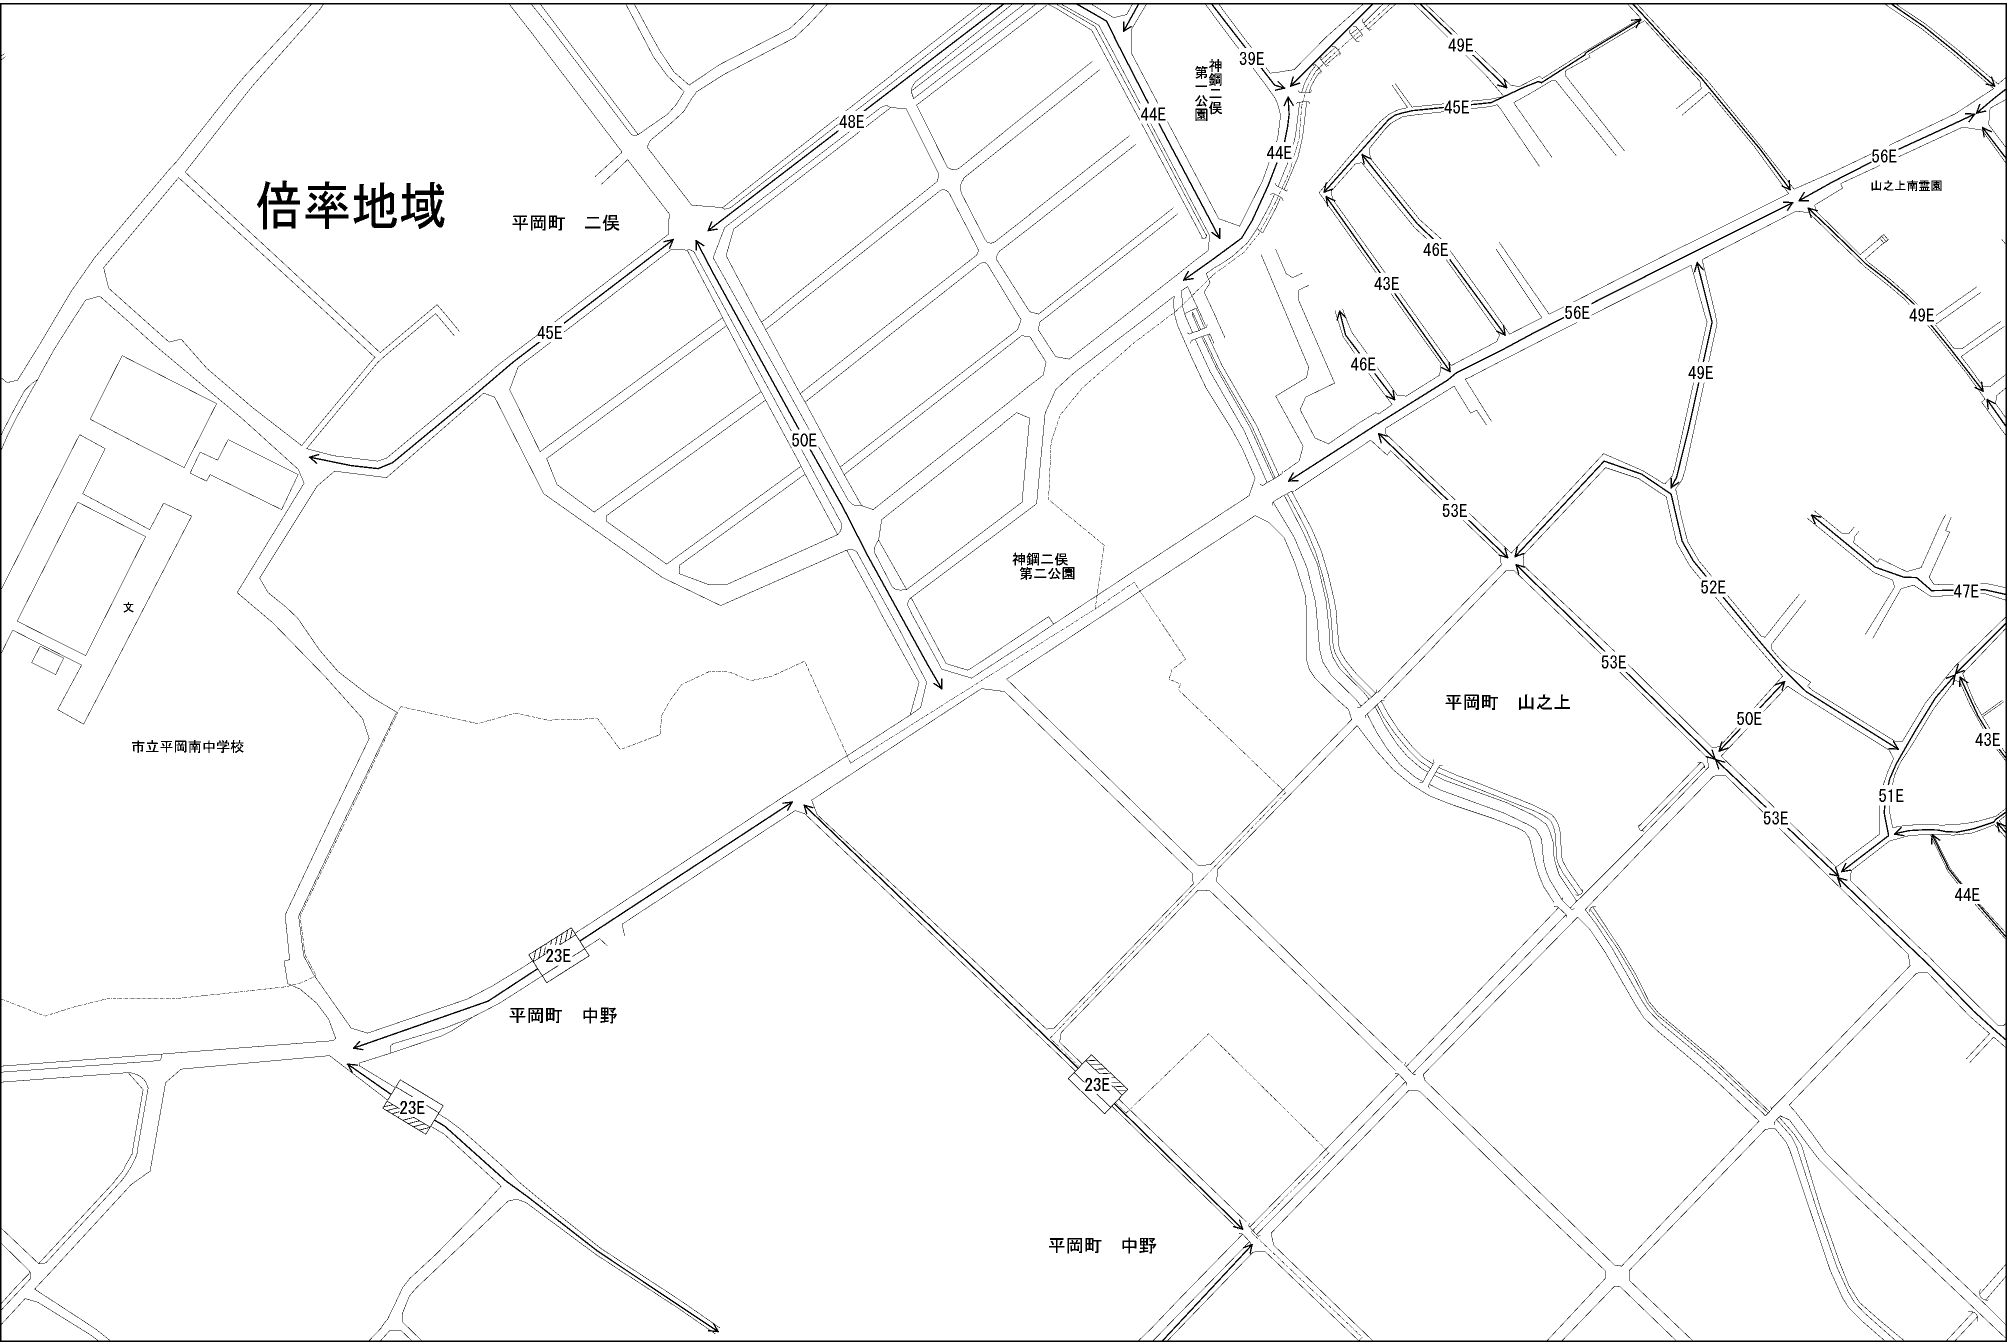 39E
49E
神鋼二俣
第一公園
45E
44E
48E
44E
56E
山之上南霊園
倍率地域
平岡町　二俣
46E
43E
56E
49E
45E
46E
49E
50E
53E
神鋼二俣
第二公園
52E
47E
文
53E
平岡町　山之上
50E
43E
市立平岡南中学校
51E
53E
44E
23E
平岡町　中野
23E
23E
平岡町　中野